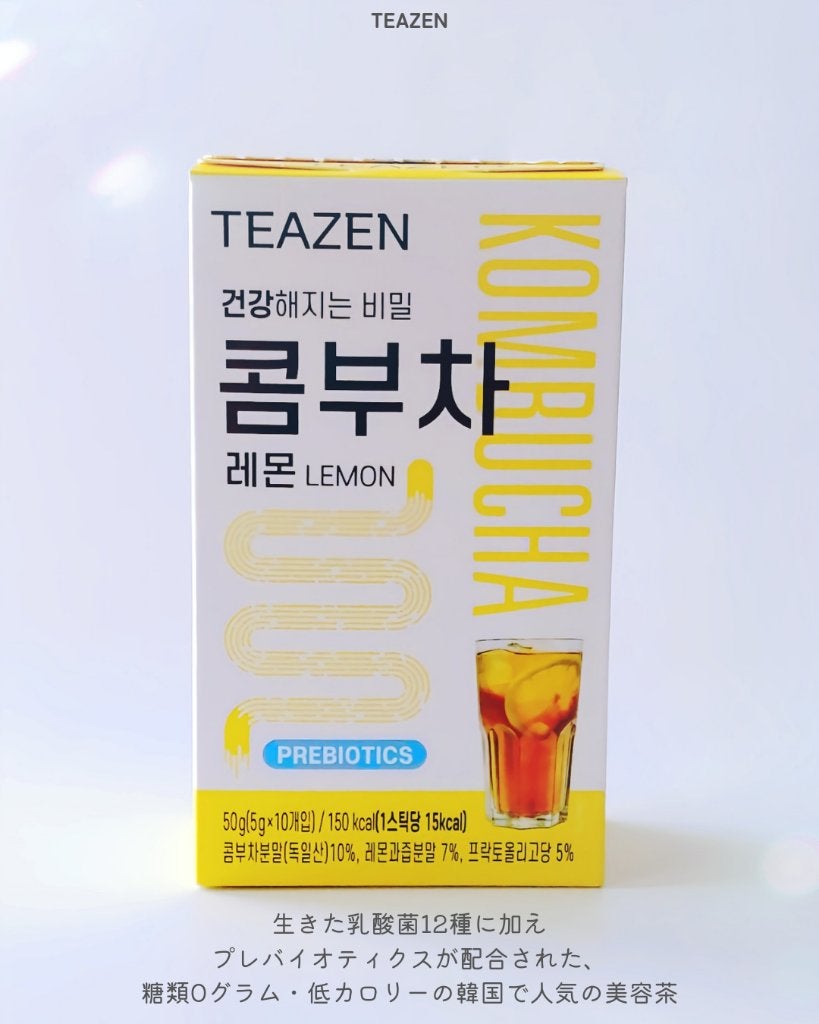 TEAZEN
TEAZEN
건강해지는 비밀
콤부차
레몬 LEMON
KOMBUCHA
PREBIOTICS
50g(5g×10개입) / 150 kcal(1스틱당 15kcal)
콤부차분말(독일산)10%, 레몬과즙분말 7%, 프락토올리고당 5%
生きた乳酸菌12種に加え
プレバイオティクスが配合された、
糖類0グラム・低カロリーの韓国で人気の美容茶